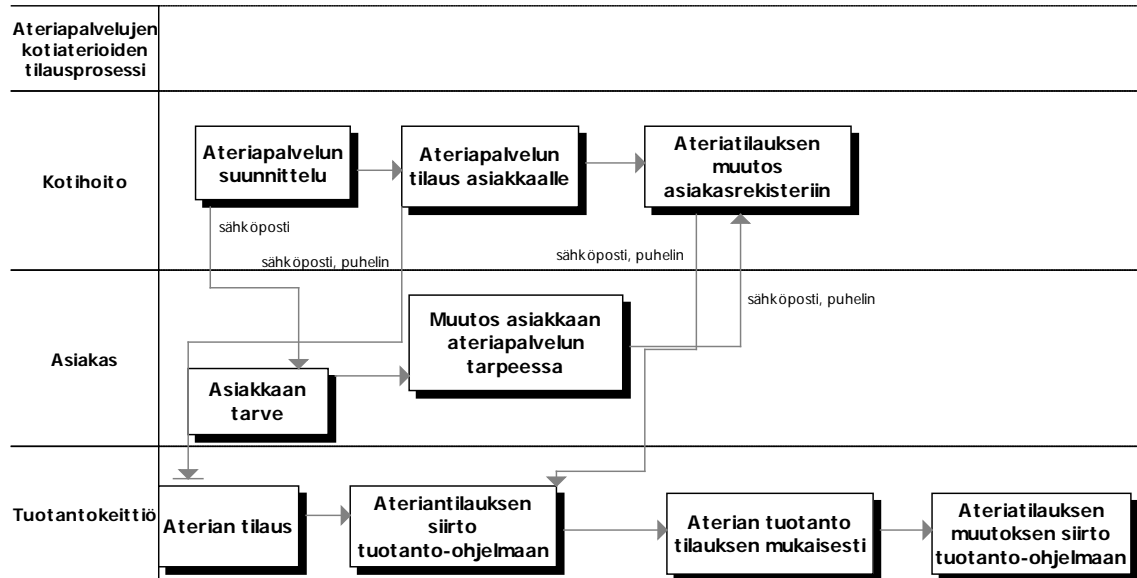 Ateriapalvelujen
kotiaterioiden
tilausprosessi
Kotihoito
Ateriapalvelun
suunnittelu
Ateriapalvelun
tilaus asiakkaalle
Ateriatilauksen
muutos
asiakasrekisteriin
sähköposti
sähköposti, puhelin
sähköposti, puhelin
sähköposti, puhelin
Asiakas
Muutos asiakkaan
ateriapalvelun
tarpeessa
Asiakkaan
tarve
Tuotantokeittiö
Aterian tilaus
Ateriantilauksen
siirto
tuotanto-ohjelmaan
Aterian tuotanto
tilauksen mukaisesti
Ateriatilauksen
muutoksen siirto
tuotanto-ohjelmaan